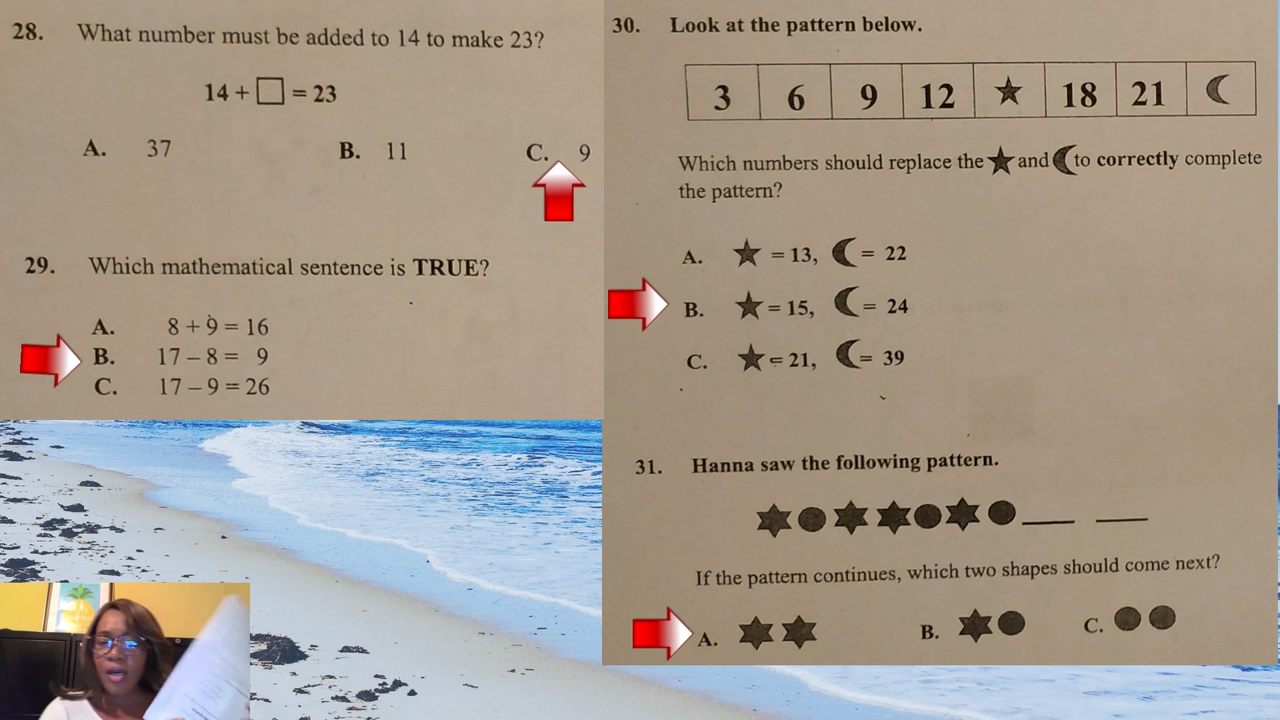 28. What number must be added to 14 to make 23?
14 + □ = 23
A. 37 B. 11 C. 9
29. Which mathematical sentence is TRUE?
A. 8 + 9 = 16
B. 17 – 8 = 9
C. 17 – 9 = 26
30. Look at the pattern below.
3 6 9 12 ★ 18 21 ☾
Which numbers should replace the ★ and ☾ to correctly complete
the pattern?
A. ★ = 13, ☾ = 22
B. ★ = 15, ☾ = 24
C. ★ = 21, ☾ = 39
31. Hanna saw the following pattern.
✶ ● ✶ ✶ ● ✶ ● __ __
If the pattern continues, which two shapes should come next?
A. ✶ ✶ B. ✶ ● C. ● ●